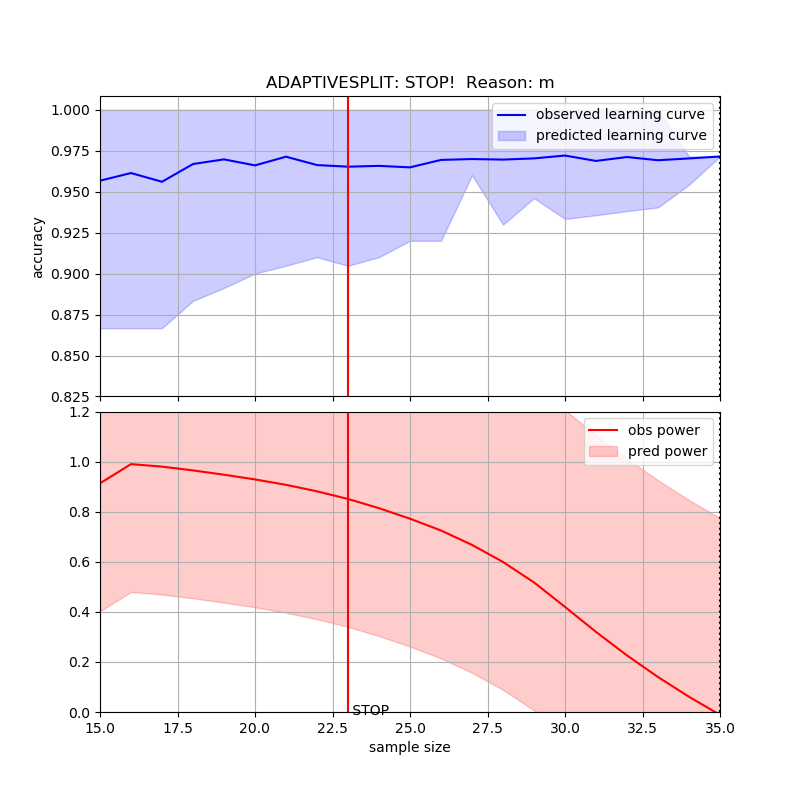 ADAPTIVESPLIT: STOP!  Reason: m
1.000
0.975
0.950
0.925
0.900
0.875
0.850
0.825
accuracy
observed learning curve
predicted learning curve
1.2
1.0
0.8
0.6
0.4
0.2
0.0
obs power
pred power
STOP
15.0 17.5 20.0 22.5 25.0 27.5 30.0 32.5 35.0
sample size